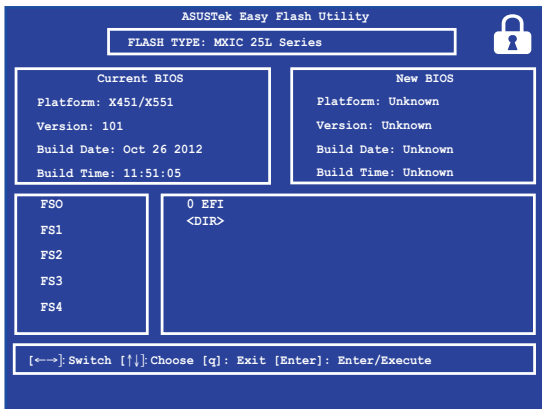 ASUSTek Easy Flash Utility
FLASH TYPE: MXIC 25L Series
Current BIOS
Platform: X451/X551
Version: 101
Build Date: Oct 26 2012
Build Time: 11:51:05
New BIOS
Platform: Unknown
Version: Unknown
Build Date: Unknown
Build Time: Unknown
FSO
FS1
FS2
FS3
FS4
0 EFI
<DIR>
[←→]: Switch [↑↓]: Choose [q]: Exit [Enter]: Enter/Execute